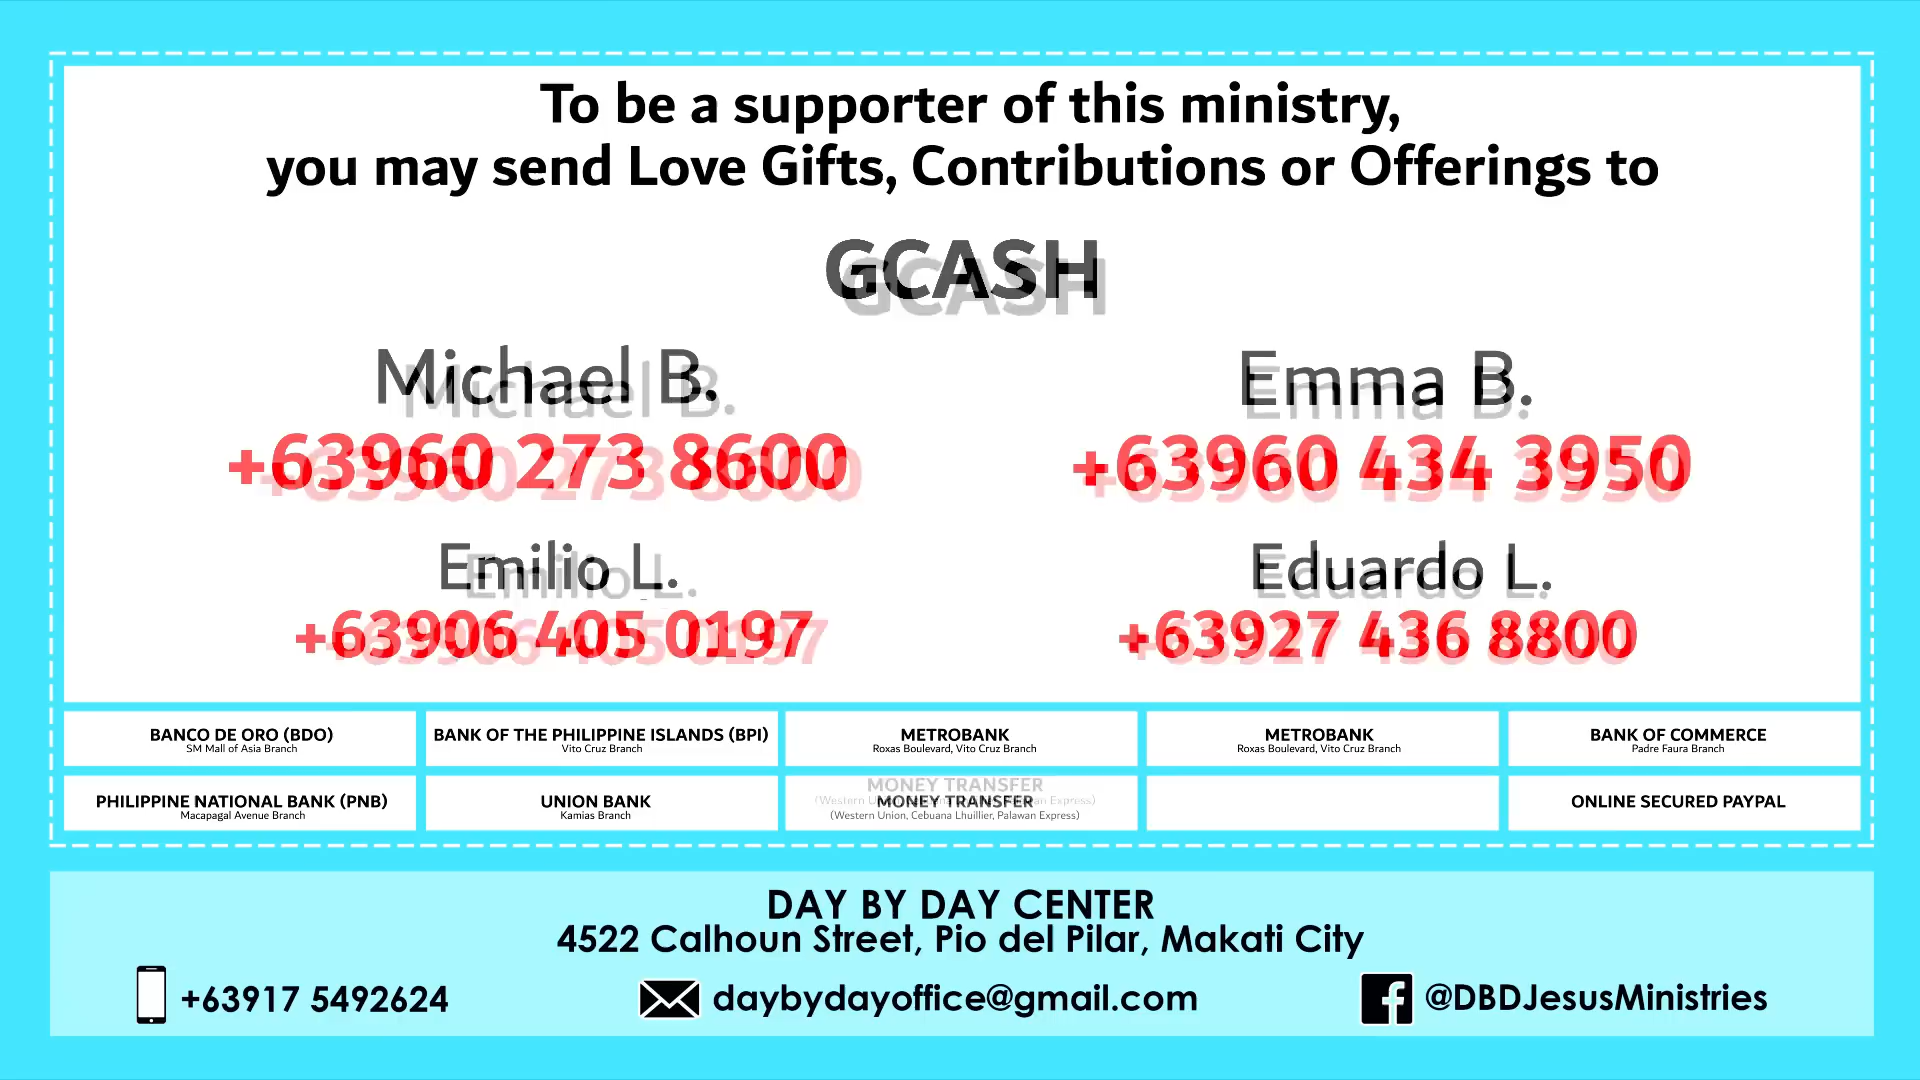 To be a supporter of this ministry,
you may send Love Gifts, Contributions or Offerings to
GCASH
Michael B.
+63960 273 8600
Emma B.
+63960 434 3950
Emilio L.
+63906 405 0197
Eduardo L.
+63927 436 8800
BANCO DE ORO (BDO)
SM Mall of Asia Branch
BANK OF THE PHILIPPINE ISLANDS (BPI)
Vito Cruz Branch
METROBANK
Roxas Boulevard, Vito Cruz Branch
METROBANK
Roxas Boulevard, Vito Cruz Branch
BANK OF COMMERCE
Padre Faura Branch
PHILIPPINE NATIONAL BANK (PNB)
Macapagal Avenue Branch
UNION BANK
Kamias Branch
MONEY TRANSFER
(Western Union, Cebuana Lhuillier, Palawan Express)
ONLINE SECURED PAYPAL
DAY BY DAY CENTER
4522 Calhoun Street, Pio del Pilar, Makati City
+63917 5492624
daybydayoffice@gmail.com
@DBDJesusMinistries